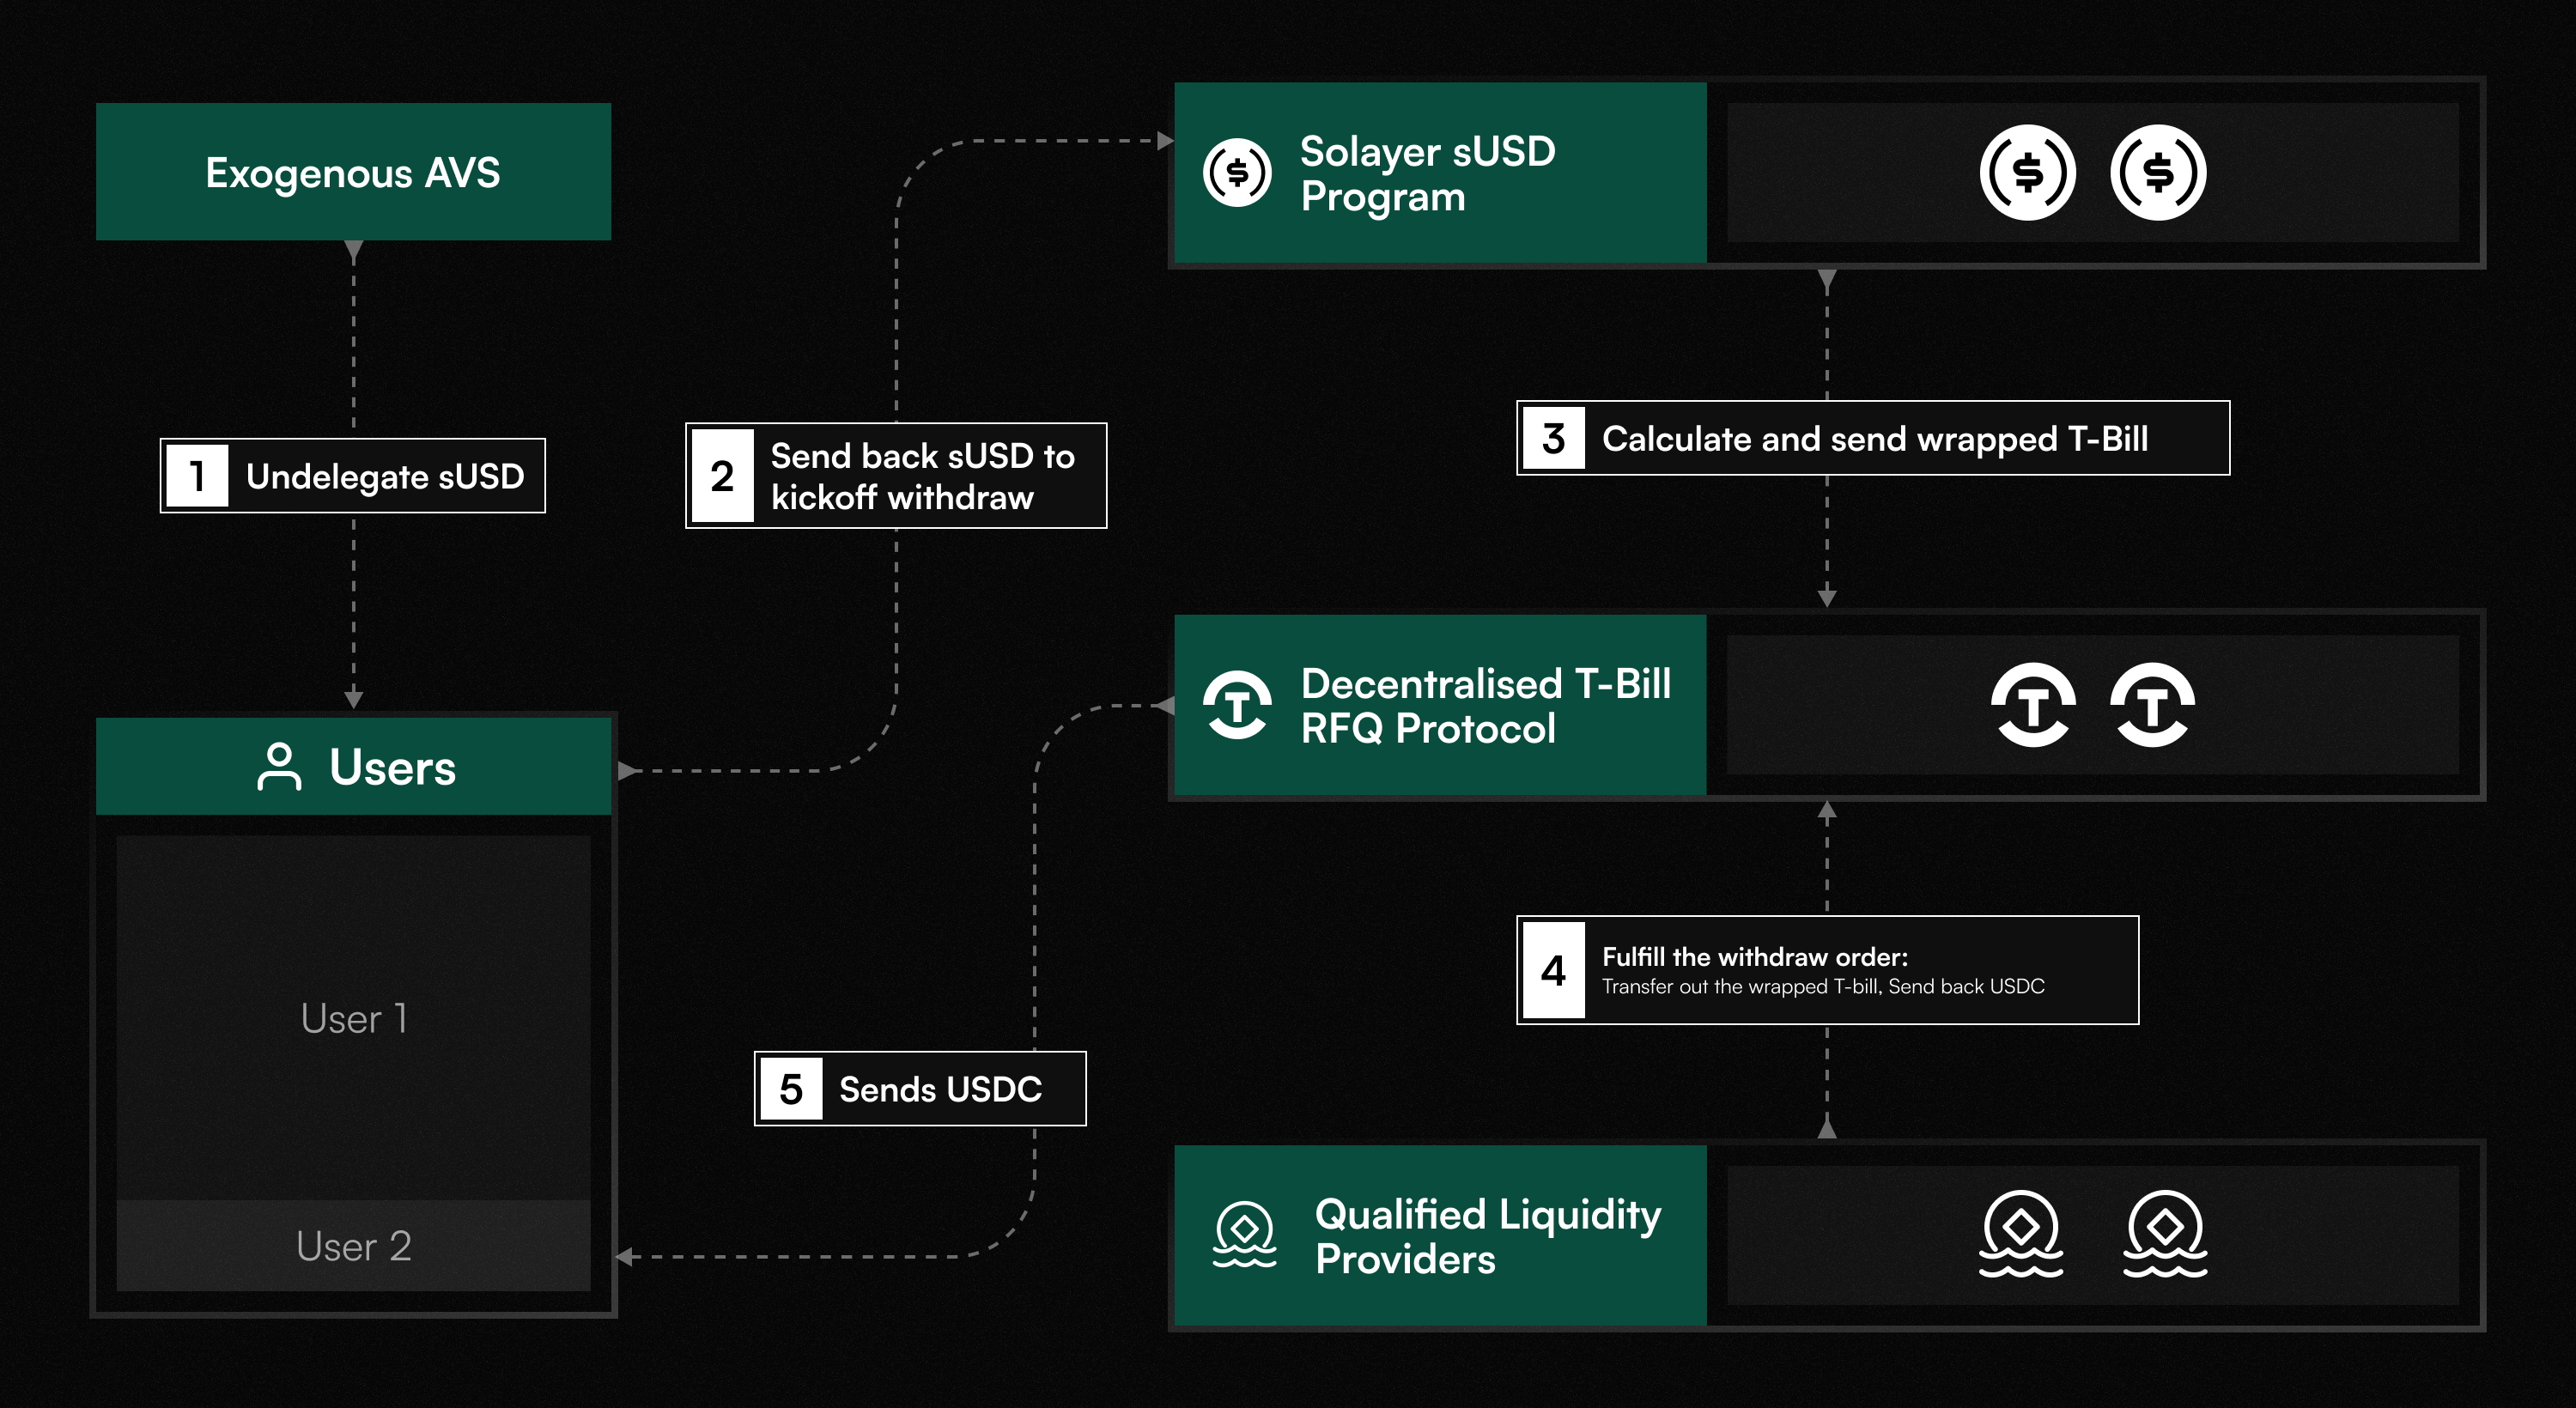 Exogenous AVS
1 Undelegate sUSD
Users
User 1
User 2
2 Send back sUSD to
kickoff withdraw
Solayer sUSD
Program
3 Calculate and send wrapped T-Bill
Decentralised T-Bill
RFQ Protocol
4 Fulfill the withdraw order:
Transfer out the wrapped T-bill, Send back USDC
Qualified Liquidity
Providers
5 Sends USDC